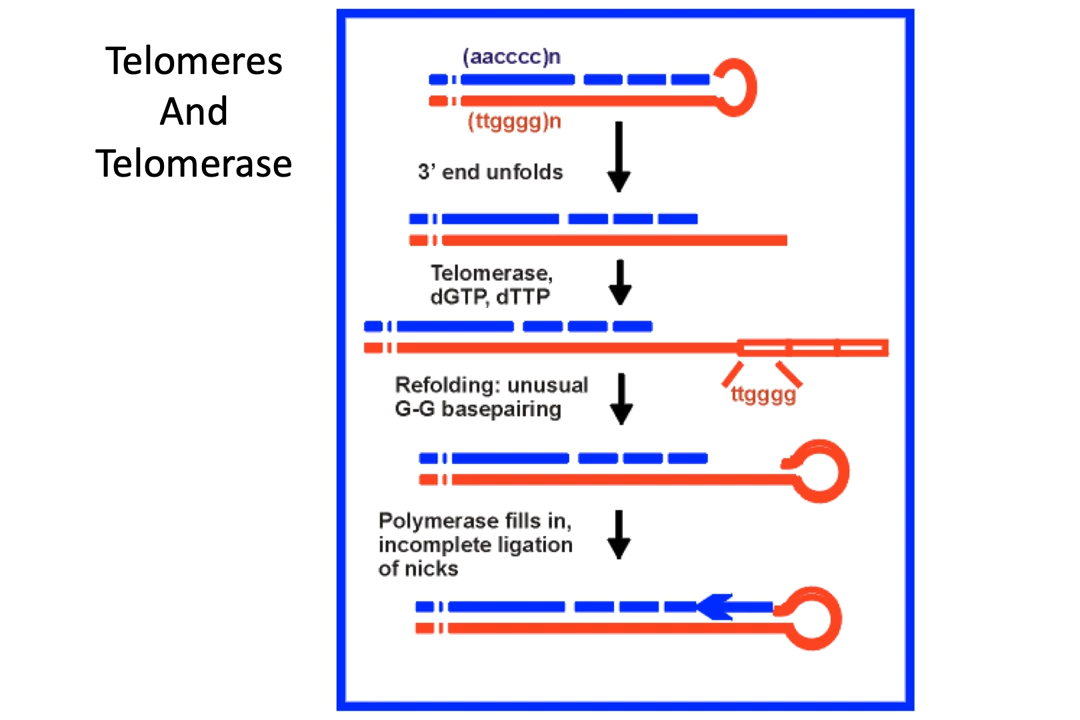 Telomeres
And
Telomerase
(aacccc)n
(ttgggg)n
3’ end unfolds
Telomerase,
dGTP, dTTP
ttgggg
Refolding: unusual
G-G basepairing
Polymerase fills in,
incomplete ligation
of nicks